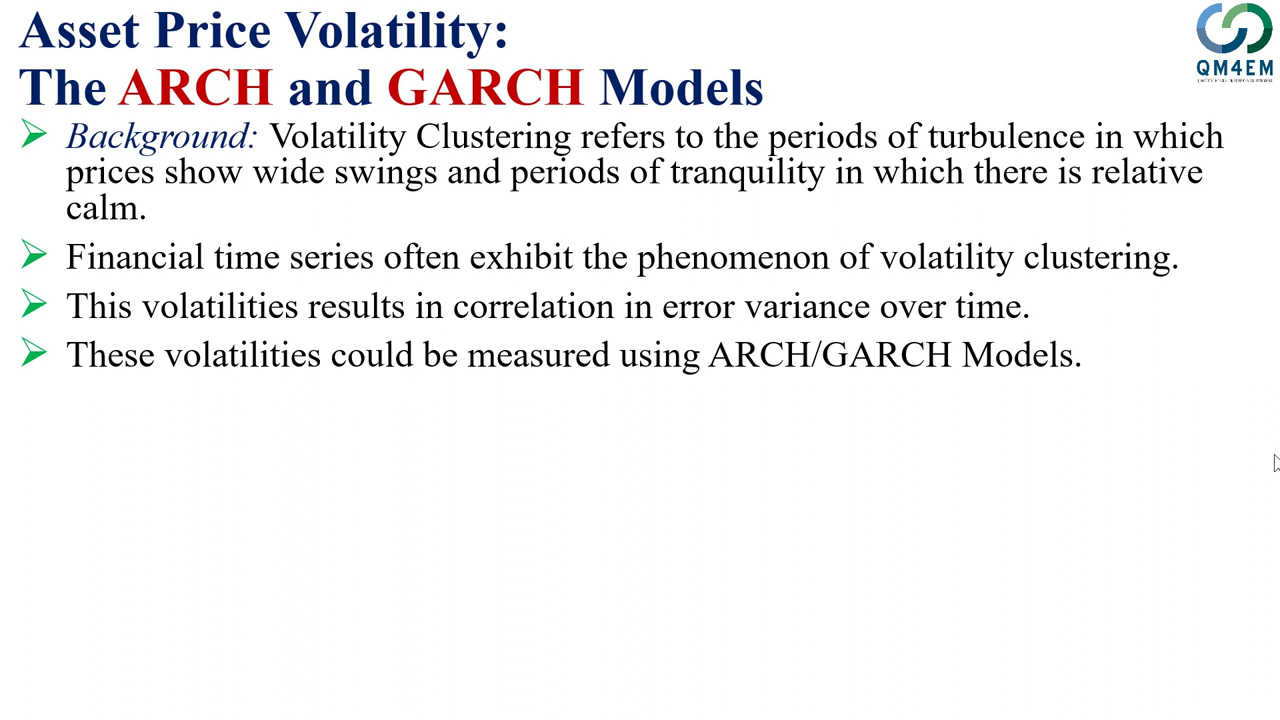 Asset Price Volatility:
The ARCH and GARCH Models
QM4EM
Background: Volatility Clustering refers to the periods of turbulence in which
prices show wide swings and periods of tranquility in which there is relative
calm.
Financial time series often exhibit the phenomenon of volatility clustering.
This volatilities results in correlation in error variance over time.
These volatilities could be measured using ARCH/GARCH Models.